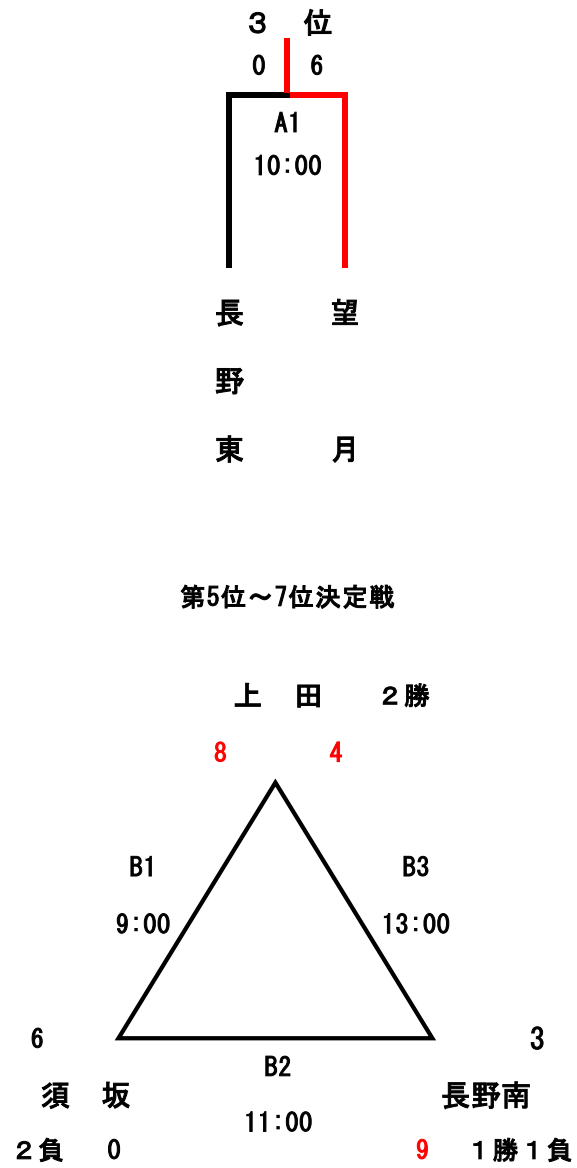 ３ 位
0 6
A1
10:00
長野東 望月
第5位～7位決定戦
上 田 ２勝
8 4
B1 B3
9:00 13:00
6 3
B2
須 坂 長野南
11:00
２負 0 9 １勝１負